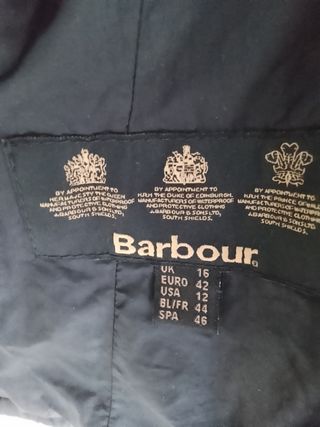 BY APPOINTMENT TO
HER MAJESTY THE QUEEN
MANUFACTURERS OF WATERPROOF
AND PROTECTIVE CLOTHING
J.BARBOUR & SONS LTD,
SOUTH SHIELDS.
BY APPOINTMENT TO
H.R.H. THE DUKE OF EDINBURGH.
MANUFACTURERS OF WATERPROOF
AND PROTECTIVE CLOTHING
J.BARBOUR & SONS LTD,
SOUTH SHIELDS.
BY APPOINTMENT TO
H.R.H. THE PRINCE OF
MANUFACTURERS OF WATERPROOF
AND PROTECTIVE CLOTHING
J.BARBOUR & SONS LTD,
SOUTH SHIELDS.
Barbour
UK 16
EURO 42
USA 12
BL/FR 44
SPA 46